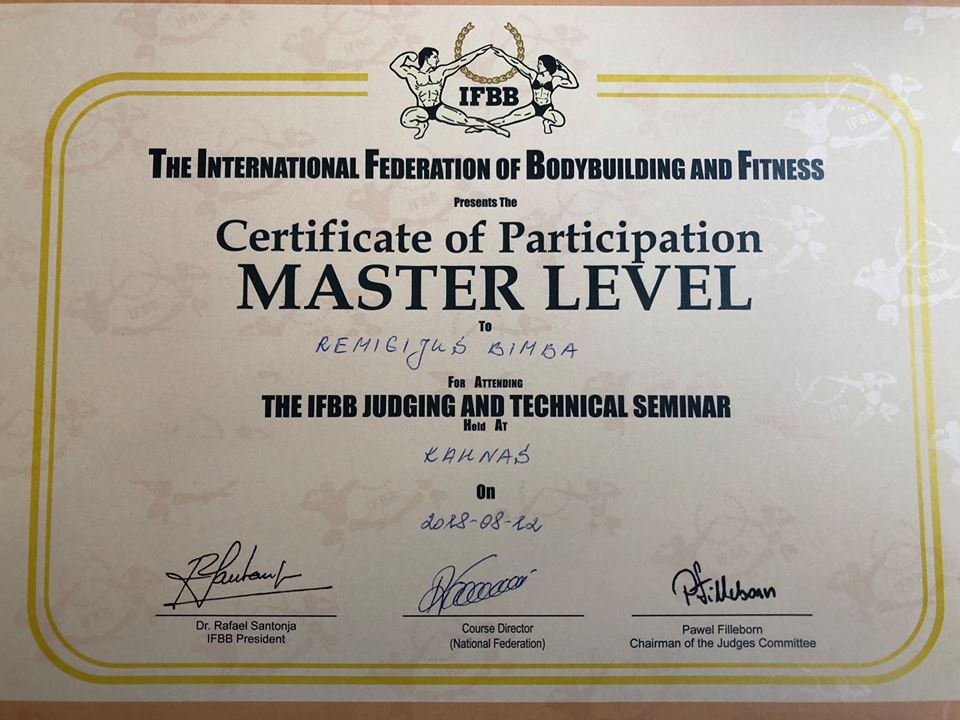 IFBB
THE INTERNATIONAL FEDERATION OF BODYBUILDING AND FITNESS
Presents The
Certificate of Participation
MASTER LEVEL
To
REMIGIJUS BIMBA
FOR ATTENDING
THE IFBB JUDGING AND TECHNICAL SEMINAR
Held AT
KAUNAS
On
2018-08-12
Dr. Rafael Santonja
IFBB President
Course Director
(National Federation)
Pawel Filleborn
Chairman of the Judges Committee